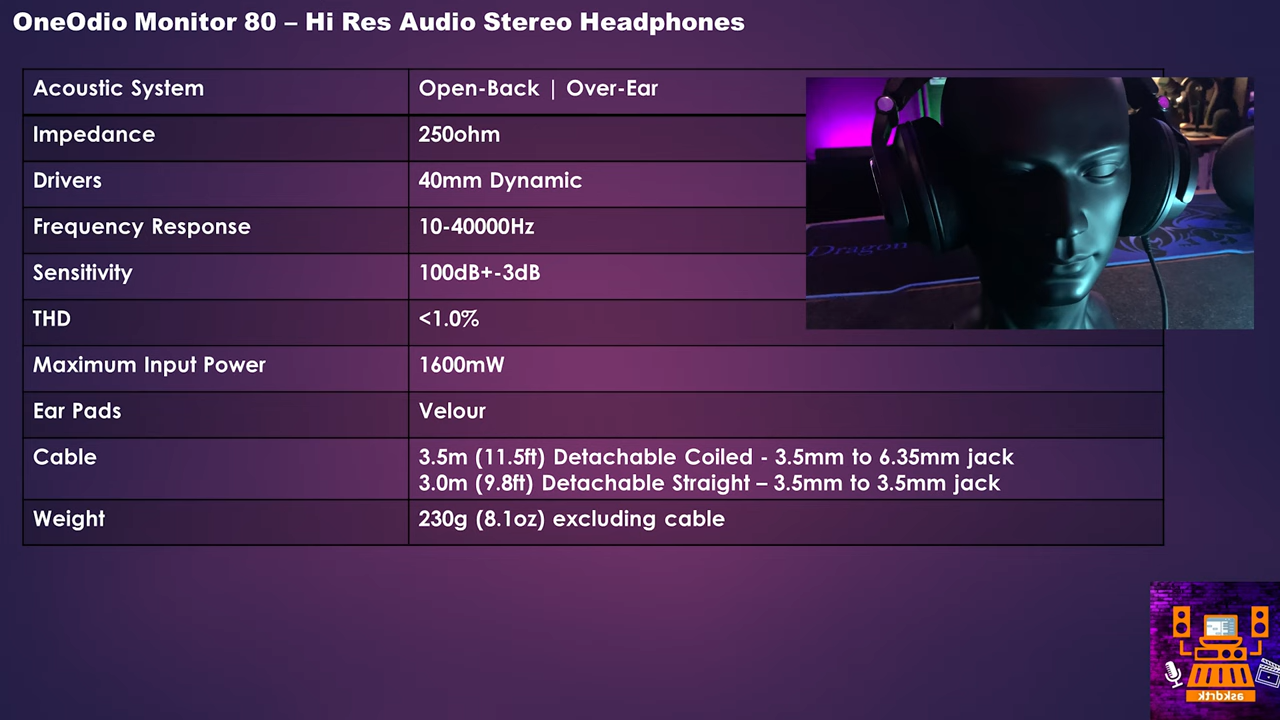 OneOdio Monitor 80 – Hi Res Audio Stereo Headphones
Acoustic System
Open-Back | Over-Ear
Impedance
250ohm
Drivers
40mm Dynamic
Frequency Response
10-40000Hz
Sensitivity
100dB+-3dB
THD
<1.0%
Maximum Input Power
1600mW
Ear Pads
Velour
Cable
3.5m (11.5ft) Detachable Coiled - 3.5mm to 6.35mm jack
3.0m (9.8ft) Detachable Straight – 3.5mm to 3.5mm jack
Weight
230g (8.1oz) excluding cable
Dragon
askdrtk